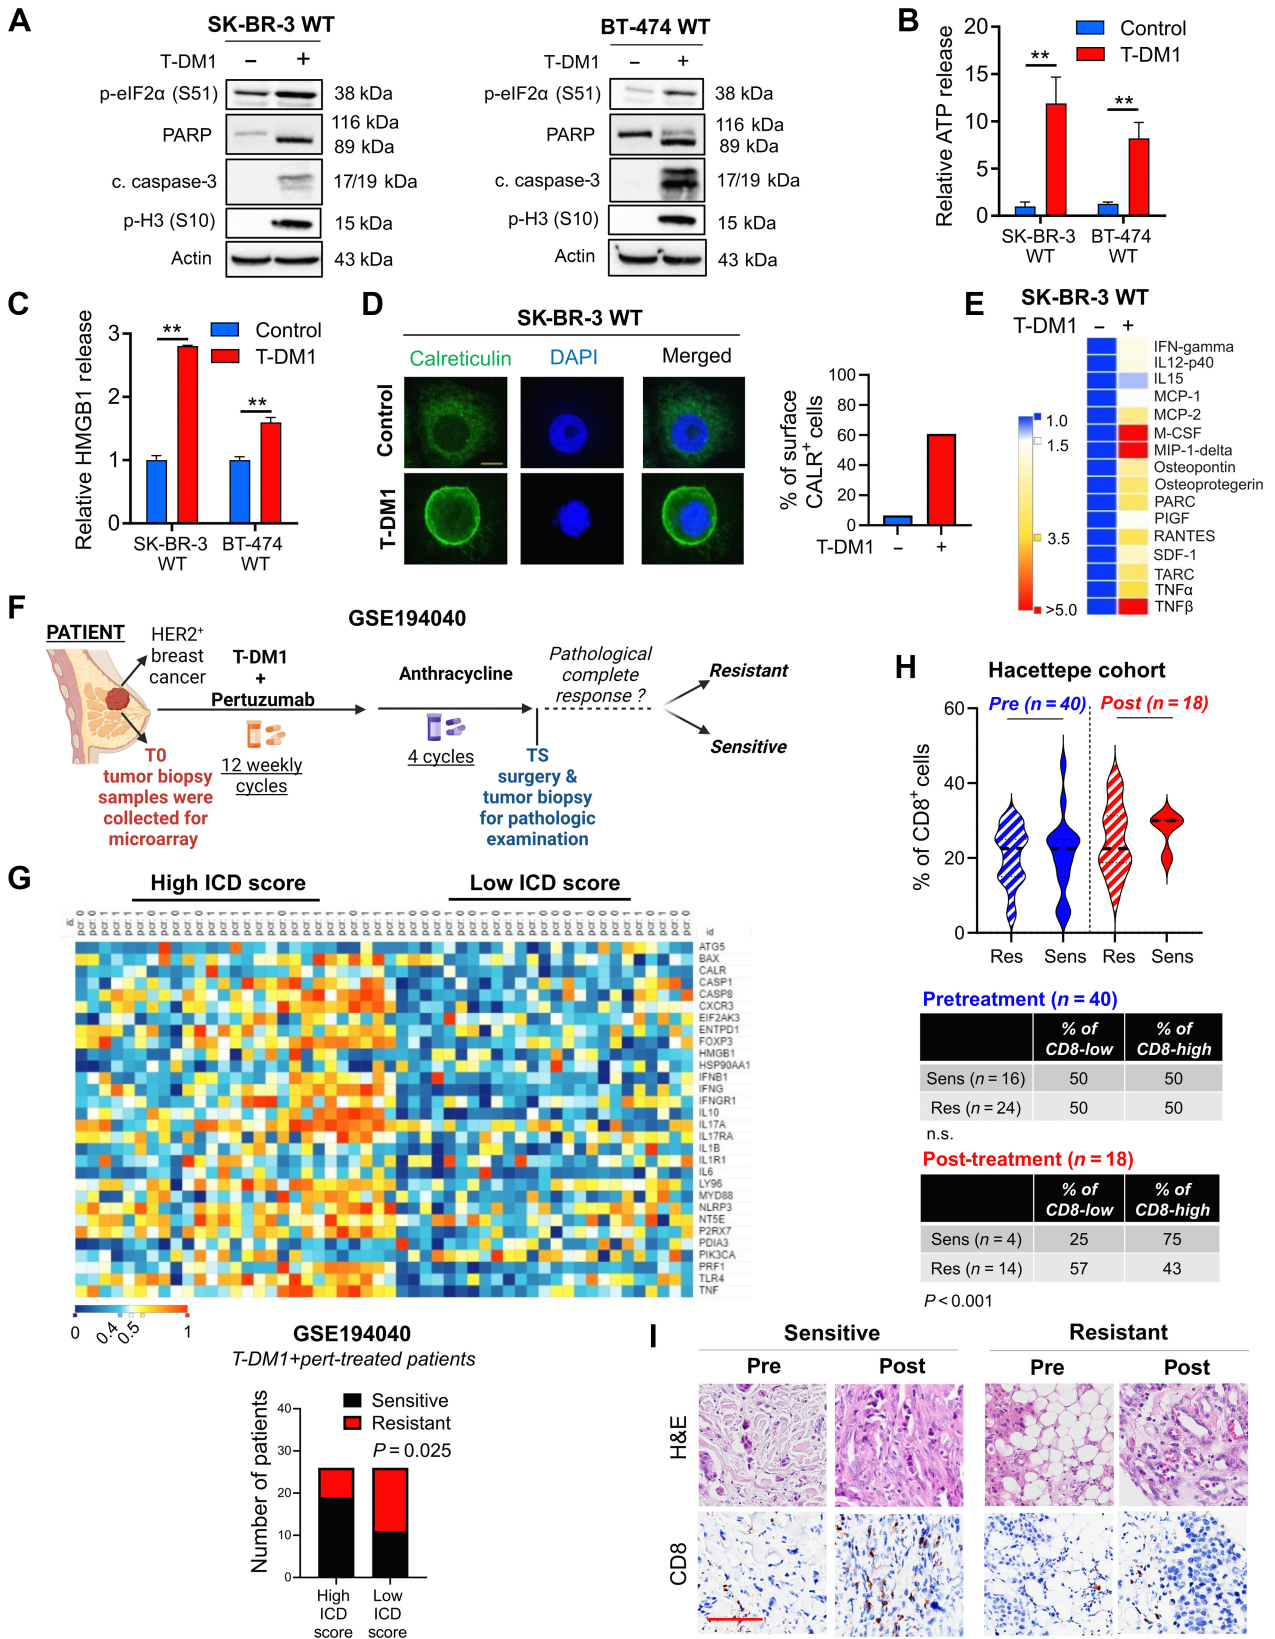 A
SK-BR-3 WT
T-DM1 – +
p-eIF2α (S51) 38 kDa
PARP 116 kDa
89 kDa
c. caspase-3 17/19 kDa
p-H3 (S10) 15 kDa
Actin 43 kDa
BT-474 WT
T-DM1 – +
p-eIF2α (S51) 38 kDa
PARP 116 kDa
89 kDa
c. caspase-3 17/19 kDa
p-H3 (S10) 15 kDa
Actin 43 kDa
B
Relative ATP release
20
15
10
5
0
Control
T-DM1
** **
SK-BR-3 WT
BT-474 WT
C
Relative HMGB1 release
3
2
1
0
Control
T-DM1
** **
SK-BR-3 WT
BT-474 WT
D
SK-BR-3 WT
Calreticulin DAPI Merged
Control
T-DM1
% of surface
CALR+ cells
100
80
60
40
20
0
T-DM1 – +
E
SK-BR-3 WT
T-DM1 – +
IFN-gamma
IL12-p40
IL15
MCP-1
MCP-2
M-CSF
MIP-1-delta
Osteopontin
Osteoprotegerin
PARC
PIGF
RANTES
SDF-1
TARC
TNFα
TNFβ
1.0
1.5
3.5
>5.0
F
GSE194040
PATIENT
HER2+
breast
cancer
T-DM1
+
Pertuzumab
12 weekly
cycles
Anthracycline
4 cycles
Pathological
complete
response ?
Resistant
Sensitive
T0
tumor biopsy
samples were
collected for
microarray
TS
surgery &
tumor biopsy
for pathologic
examination
G
High ICD score Low ICD score
id
id
ATG5
BAX
CALR
CASP1
CASP8
CXCR3
EIF2AK3
ENTPD1
FOXP3
HMGB1
HSP90AA1
IFNB1
IFNG
IFNGR1
IL10
IL17A
IL17RA
IL1B
IL1R1
IL6
LY96
MYD88
NLRP3
NT5E
P2RX7
PDIA3
PIK3CA
PRF1
TLR4
TNF
0 0.4 0.5 1
GSE194040
T-DM1+pert-treated patients
Sensitive
Resistant
P = 0.025
Number of patients
40
30
20
10
0
High
ICD
score
Low
ICD
score
H
Hacettepe cohort
Pre (n = 40) Post (n = 18)
% of CD8+ cells
60
40
20
0
Res Sens Res Sens
Pretreatment (n = 40)
% of CD8-low % of CD8-high
Sens (n = 16) 50 50
Res (n = 24) 50 50
n.s.
Post-treatment (n = 18)
% of CD8-low % of CD8-high
Sens (n = 4) 25 75
Res (n = 14) 57 43
P < 0.001
I
Sensitive Resistant
Pre Post Pre Post
H&E
CD8